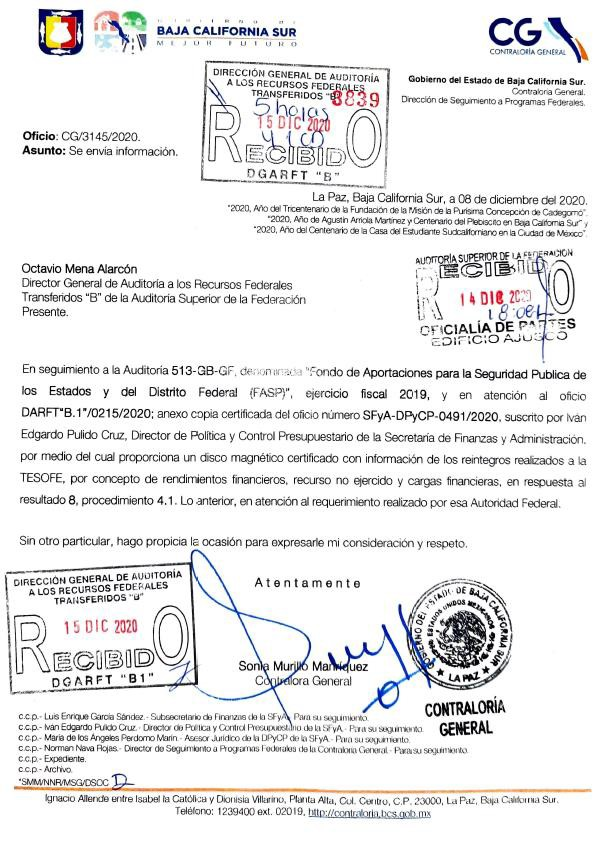 GOBIERNO DE
BAJA CALIFORNIA SUR
MEJOR FUTURO
CG
CONTRALORÍA GENERAL
Gobierno del Estado de Baja California Sur.
Contraloría General.
Dirección de Seguimiento a Programas Federales.
DIRECCIÓN GENERAL DE AUDITORÍA
A LOS RECURSOS FEDERALES
TRANSFERIDOS "B"
3839
5 hojas
15 DIC 2020
y 1 CD
RECIBIDO
DGARFT "B"
Oficio: CG/3145/2020.
Asunto: Se envía información.
La Paz, Baja California Sur, a 08 de diciembre del 2020.
"2020, Año del Tricentenario de la Fundación de la Misión de la Purísima Concepción de Cadegomó".
"2020, Año de Agustín Arriola Martínez y Centenario del Plebiscito en Baja California Sur" y
"2020, Año del Centenario de la Casa del Estudiante Sudcaliforniano en la Ciudad de México".
AUDITORÍA SUPERIOR DE LA FEDERACIÓN
RECIBIDO
14 DIC 2020
OFICIALÍA DE PARTES
EDIFICIO AJUSCO
Octavio Mena Alarcón
Director General de Auditoría a los Recursos Federales
Transferidos "B" de la Auditoría Superior de la Federación
Presente.
En seguimiento a la Auditoría 513-GB-GF, denominada "Fondo de Aportaciones para la Seguridad Publica de
los Estados y del Distrito Federal (FASP)", ejercicio fiscal 2019, y en atención al oficio
DARFT"B.1"/0215/2020; anexo copia certificada del oficio número SFyA-DPyCP-0491/2020, suscrito por Iván
Edgardo Pulido Cruz, Director de Política y Control Presupuestario de la Secretaría de Finanzas y Administración,
por medio del cual proporciona un disco magnético certificado con información de los reintegros realizados a la
TESOFE, por concepto de rendimientos financieros, recurso no ejercido y cargas financieras, en respuesta al
resultado 8, procedimiento 4.1. Lo anterior, en atención al requerimiento realizado por esa Autoridad Federal.
Sin otro particular, hago propicia la ocasión para expresarle mi consideración y respeto.
DIRECCIÓN GENERAL DE AUDITORÍA
A LOS RECURSOS FEDERALES
TRANSFERIDOS "B"
15 DIC 2020
RECIBIDO
DGARFT "B1"
Atentamente
Sonia Murillo Manríquez
Contralora General
GOBIERNO DEL ESTADO DE BAJA CALIFORNIA SUR
ESTADOS UNIDOS MEXICANOS
LA PAZ
CONTRALORÍA
GENERAL
c.c.p.- Luis Enrique García Sández.- Subsecretario de Finanzas de la SFyA.- Para su seguimiento.
c.c.p.- Iván Edgardo Pulido Cruz.- Director de Política y Control Presupuestario de la SFyA.- Para su seguimiento.
c.c.p.- María de los Ángeles Perdomo Marín.- Asesor Jurídico de la DPyCP de la SFyA.- Para su seguimiento.
c.c.p.- Norman Nava Rojas.- Director de Seguimiento a Programas Federales de la Contraloría General.- Para su seguimiento.
c.c.p.- Expediente.
c.c.p.- Archivo.
*SMM/NNR/MSG/DSOC
Ignacio Allende entre Isabel la Católica y Dionisia Villarino, Planta Alta, Col. Centro, C.P. 23000, La Paz, Baja California Sur.
Teléfono: 1239400 ext. 02019, http://contraloria.bcs.gob.mx